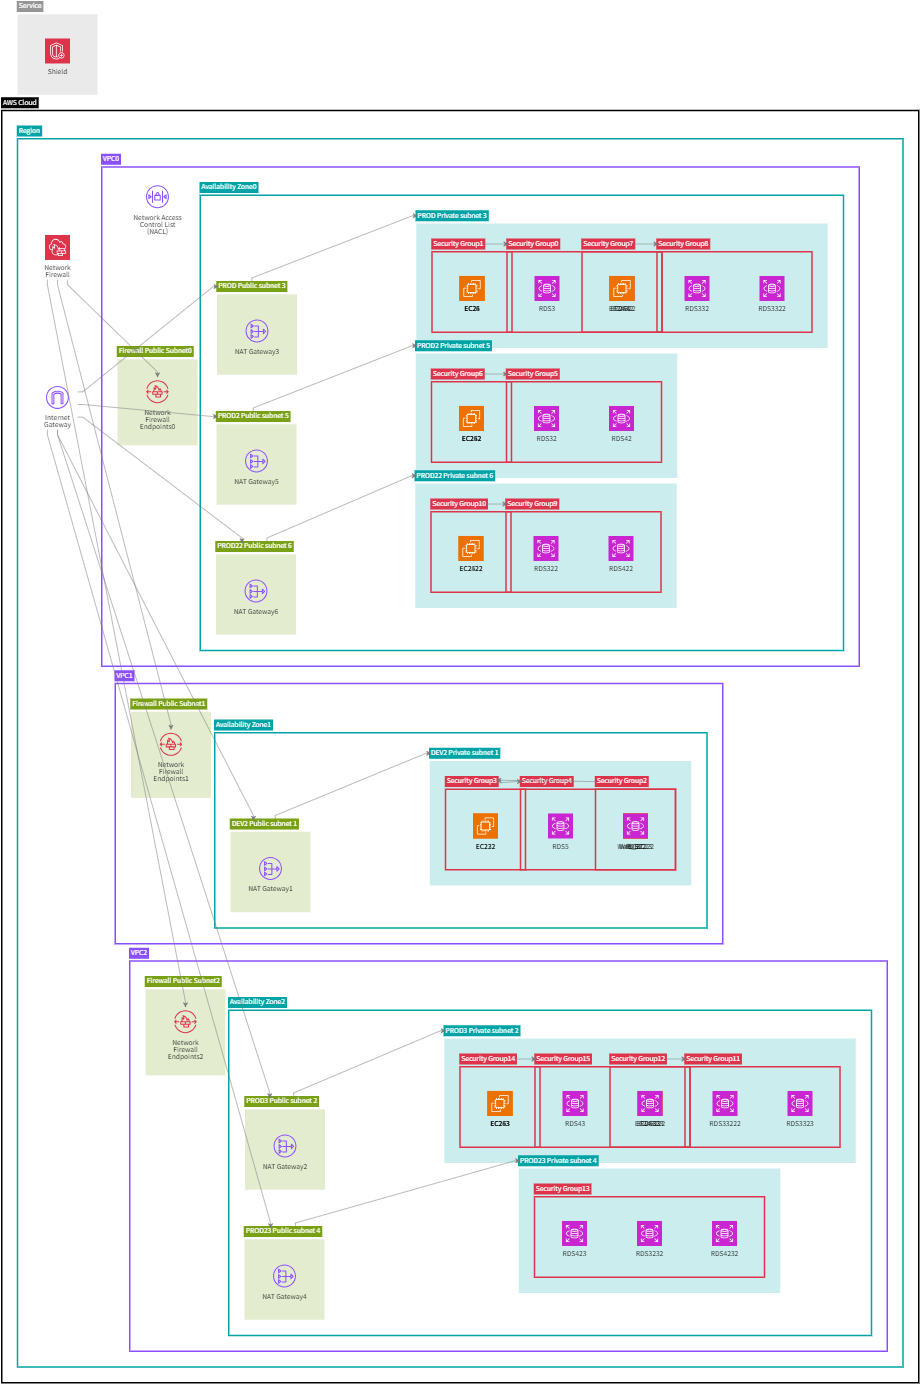 Service
Shield
AWS Cloud
Region
VPC0
Network Access
Control List
(NACL)
Availability Zone0
PROD Private subnet 3
Security Group1
Security Group0
Security Group7
Security Group8
EC26
RDS3
RDS332
RDS3322
Network
Firewall
PROD Public subnet 3
NAT Gateway3
Firewall Public Subnet0
Network
Firewall
Endpoints0
PROD2 Private subnet 5
Security Group6
Security Group5
EC262
RDS32
RDS42
Internet
Gateway
PROD2 Public subnet 5
NAT Gateway5
PROD22 Private subnet 6
Security Group10
Security Group9
EC2622
RDS322
RDS422
PROD22 Public subnet 6
NAT Gateway6
VPC1
Firewall Public Subnet1
Network
Firewall
Endpoints1
Availability Zone1
DEV2 Private subnet 1
Security Group3
Security Group4
Security Group2
EC232
RDS5
DEV2 Public subnet 1
NAT Gateway1
VPC2
Firewall Public Subnet2
Network
Firewall
Endpoints2
Availability Zone2
PROD3 Private subnet 2
Security Group14
Security Group15
Security Group12
Security Group11
EC263
RDS43
RDS33222
RDS3323
PROD3 Public subnet 2
NAT Gateway2
PROD23 Private subnet 4
Security Group13
RDS423
RDS3232
RDS4232
PROD23 Public subnet 4
NAT Gateway4